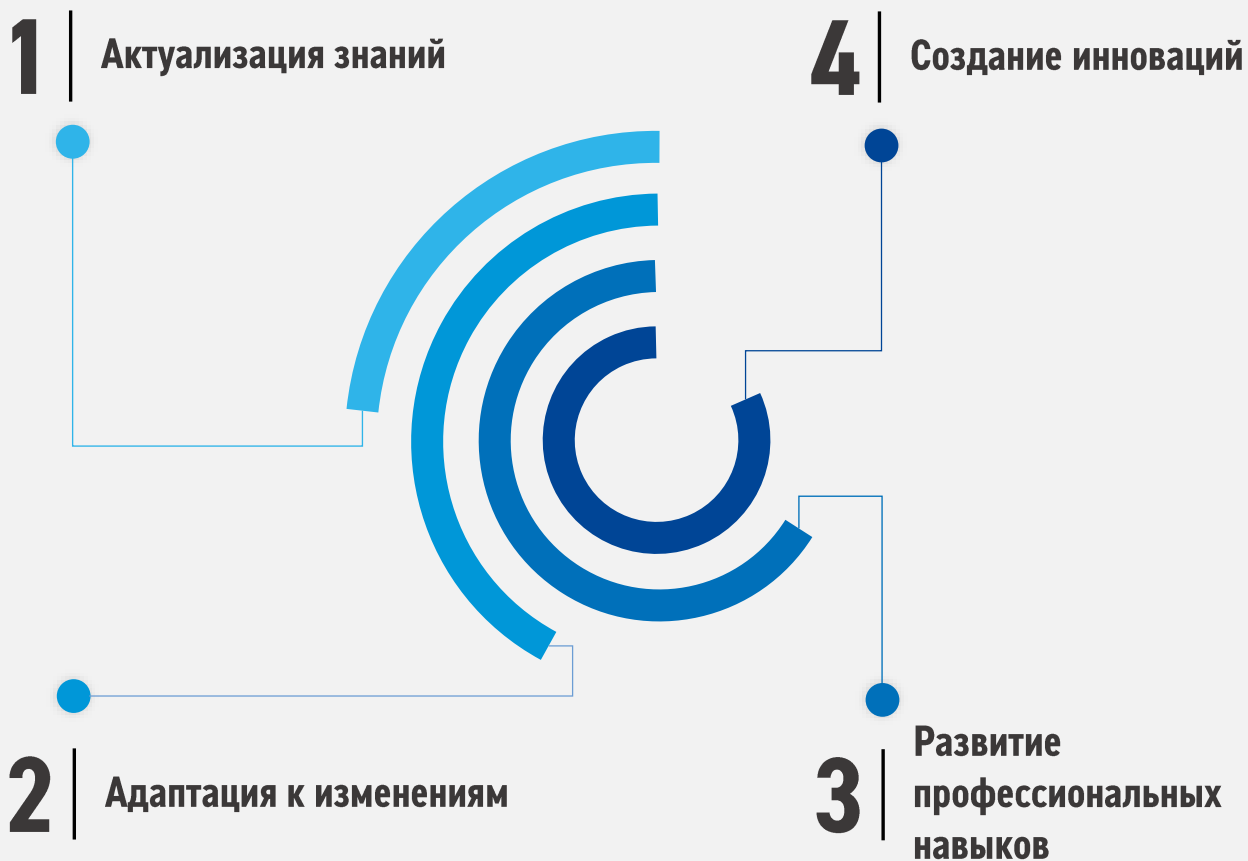 1
Актуализация знаний
4
Создание инноваций
2
Адаптация к изменениям
3
Развитие
профессиональных
навыков